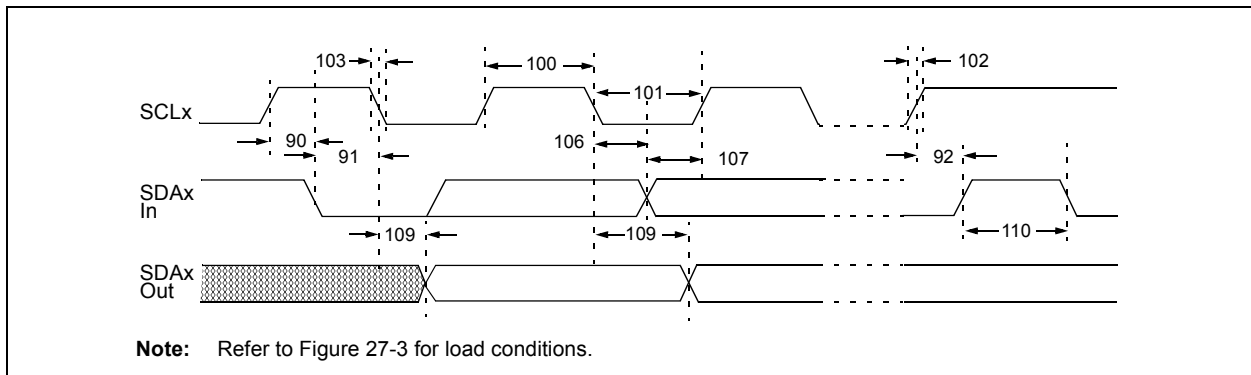 103
100
101
102
SCLx
90
91
106
107
92
SDAx
In
109
109
110
SDAx
Out
Note: Refer to Figure 27-3 for load conditions.